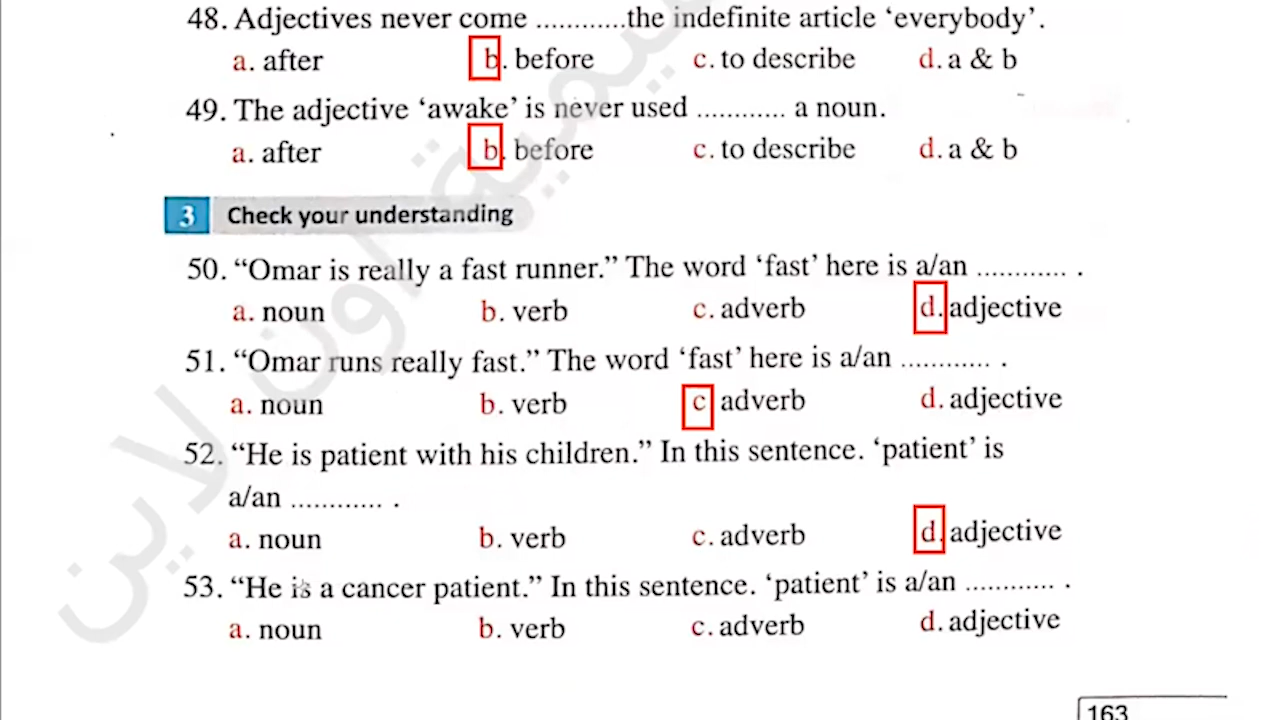 48. Adjectives never come ............the indefinite article ‘everybody’.
a. after b. before c. to describe d. a & b
49. The adjective ‘awake’ is never used ............ a noun.
a. after b. before c. to describe d. a & b
3 Check your understanding
50. “Omar is really a fast runner.” The word ‘fast’ here is a/an ............ .
a. noun b. verb c. adverb d. adjective
51. “Omar runs really fast.” The word ‘fast’ here is a/an ............ .
a. noun b. verb c adverb d. adjective
52. “He is patient with his children.” In this sentence. ‘patient’ is
a/an ............ .
a. noun b. verb c. adverb d. adjective
53. “He is a cancer patient.” In this sentence. ‘patient’ is a/an ............ .
a. noun b. verb c. adverb d. adjective
163
اون لاين